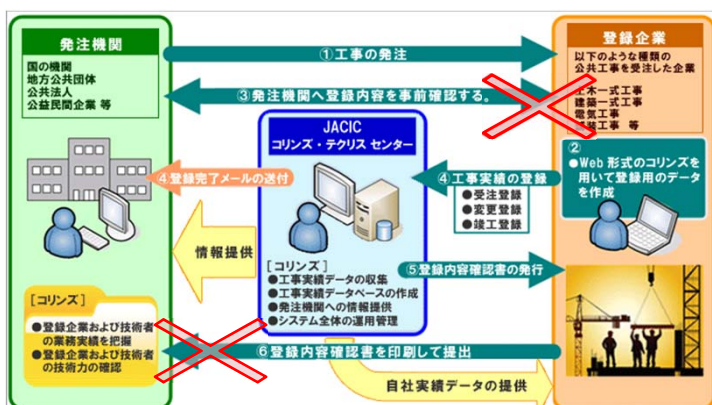 発注機関
国の機関
地方公共団体
公共法人
公益民間企業 等
①工事の発注
③発注機関へ登録内容を事前確認する。
登録企業
以下のような種類の
公共工事を受注した企業
土木一式工事
建築一式工事
電気工事
工事 等
②
●Web 形式のコリンズを
用いて登録用のデータ
を作成
JACIC
コリンズ・テクリス センター
④登録完了メールの送付
④工事実績の登録
●受注登録
●変更登録
●竣工登録
情報提供
[コリンズ]
●工事実績データの収集
●工事実績データベースの作成
●発注機関への情報提供
●システム全体の運用管理
⑤登録内容確認書の発行
[コリンズ]
●登録企業および技術者
の業務実績を把握
●登録企業および技術者
の技術力の確認
⑥登録内容確認書を印刷して提出
自社実績データの提供